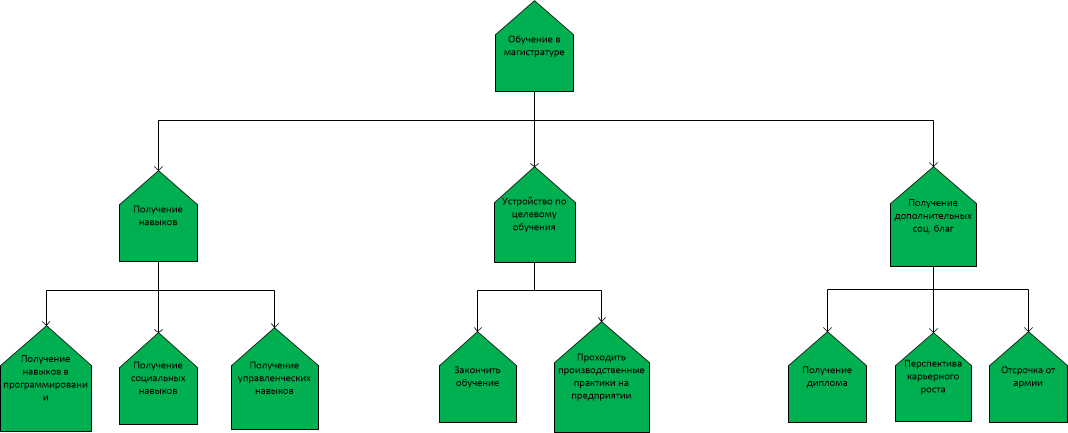 Обучение в
магистратуре
Получение
навыков
Устройство по
целевому
обучения
Получение
дополнительных
соц. благ
Получение
навыков в
программировани
и
Получение
социальных
навыков
Получение
управленческих
навыков
Закончить
обучение
Проходить
производственные
практики на
предприятии
Получение
диплома
Перспектива
карьерного
роста
Отсрочка от
армии